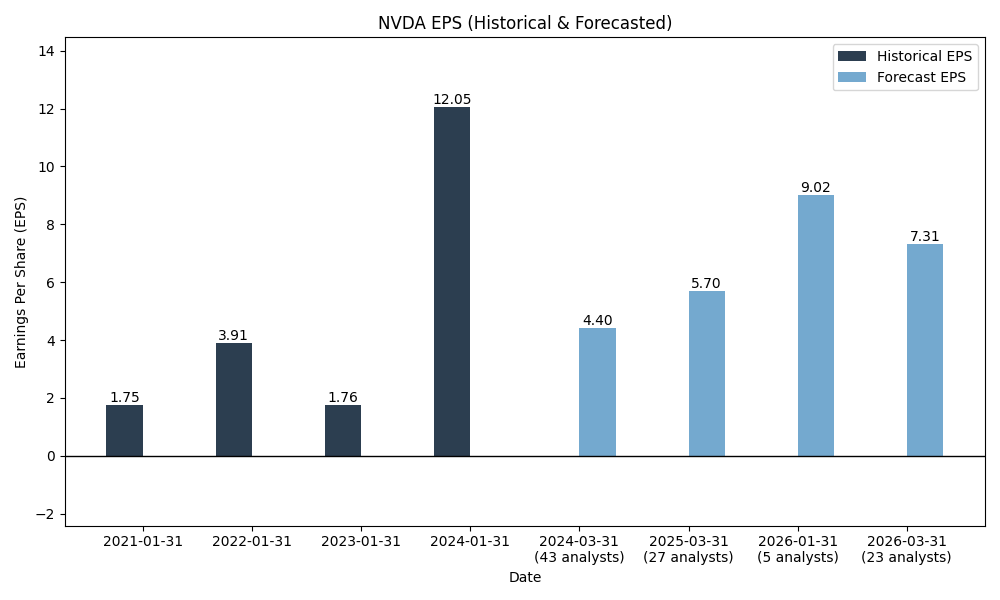 NVDA EPS (Historical & Forecasted)
Historical EPS
Forecast EPS
Earnings Per Share (EPS)
14
12
10
8
6
4
2
0
−2
1.75
3.91
1.76
12.05
4.40
5.70
9.02
7.31
2021-01-31
2022-01-31
2023-01-31
2024-01-31
2024-03-31
(43 analysts)
2025-03-31
(27 analysts)
2026-01-31
(5 analysts)
2026-03-31
(23 analysts)
Date